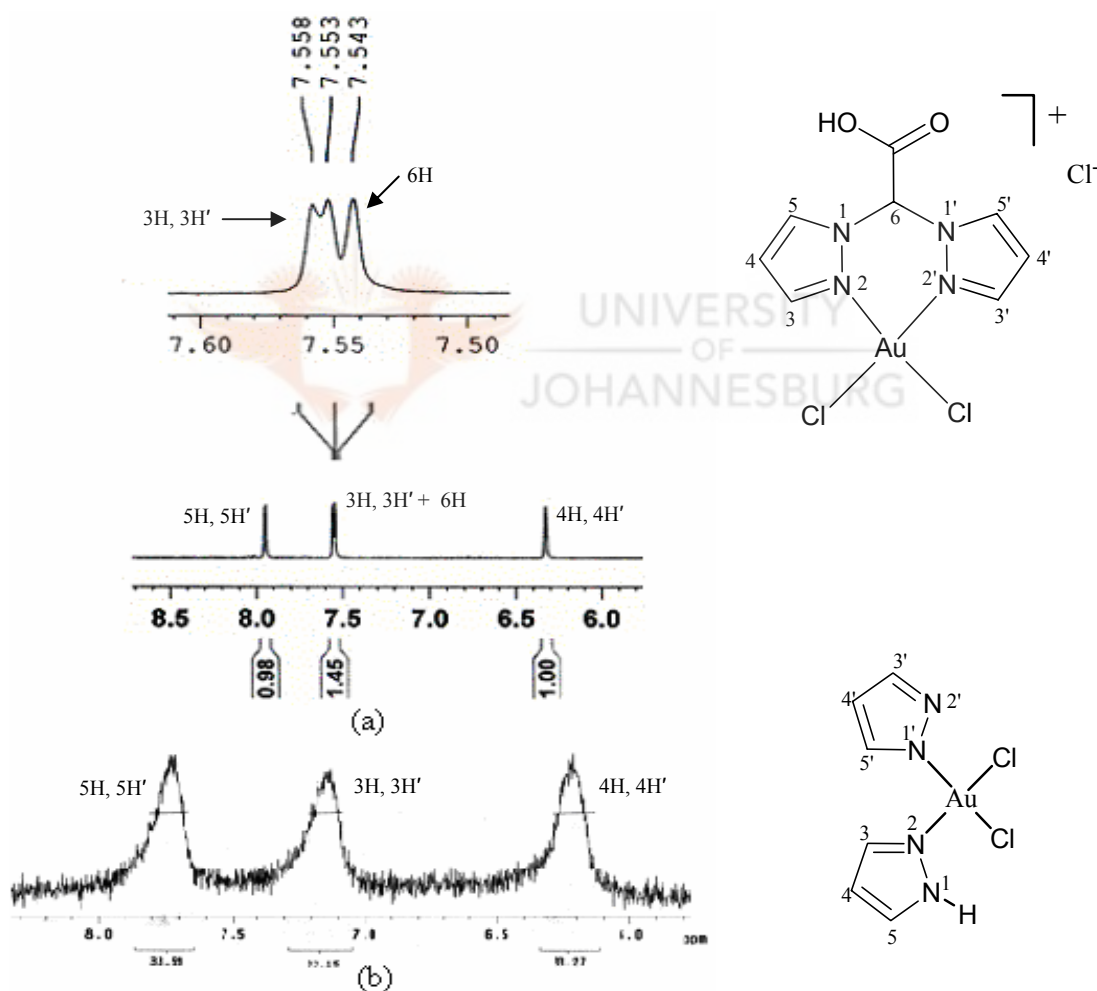 7.558 7.553 7.543
6H
3H, 3H'
7.60 7.55 7.50
5H, 5H'
3H, 3H' + 6H
4H, 4H'
8.5 8.0 7.5 7.0 6.5 6.0
0.98 1.45 1.00
(a)
5H, 5H'
3H, 3H'
4H, 4H'
8.0 7.5 7.0 6.5 6.0 ppm
(b)
HO O
+
Cl-
5 1 6 1' 5'
N N
4 4'
N 2 2' N
3 3'
Au
Cl Cl
UNIVERSITY
OF
JOHANNESBURG
3'
4' N 2'
1'
5' N Cl
Au
2 Cl
3 N
4 N 1
H
5